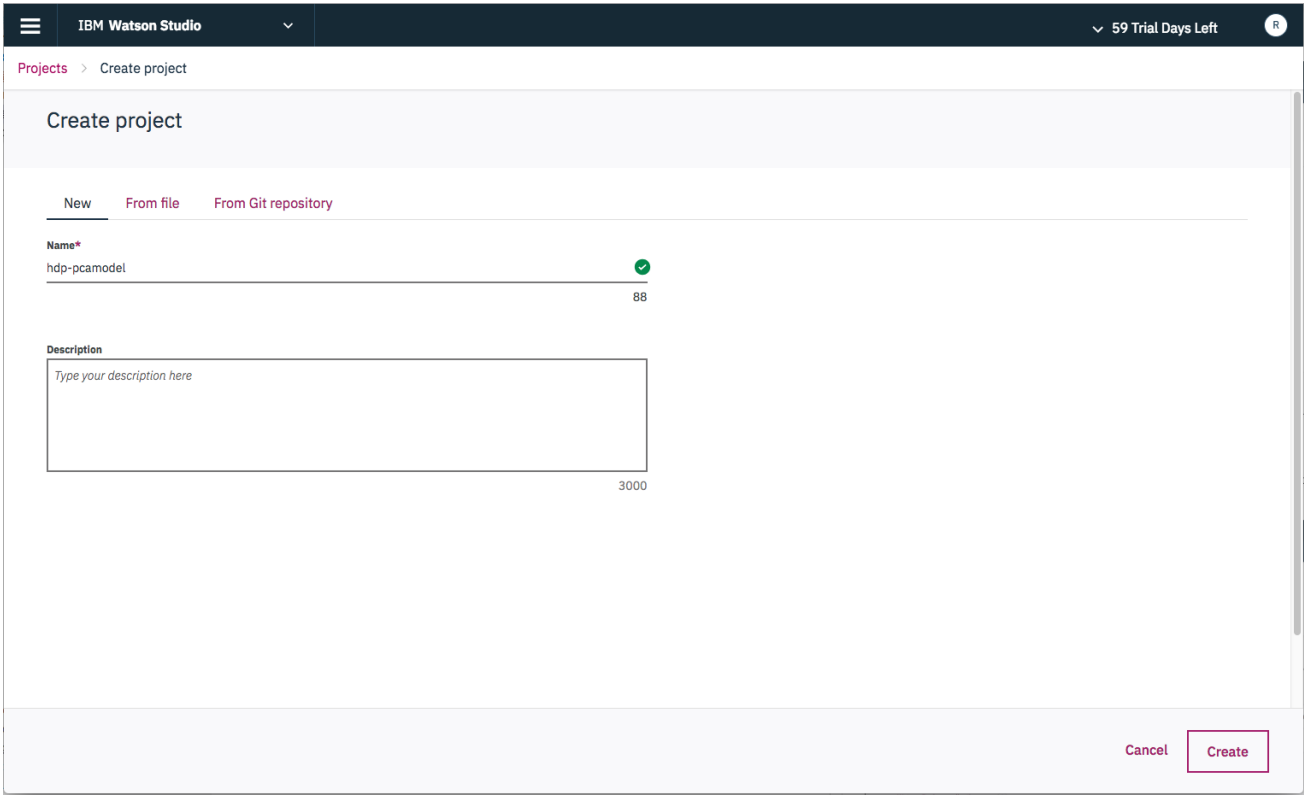 IBM Watson Studio
59 Trial Days Left
R
Projects > Create project
Create project
New From file From Git repository
Name*
hdp-pcamodel
88
Description
Type your description here
3000
Cancel Create